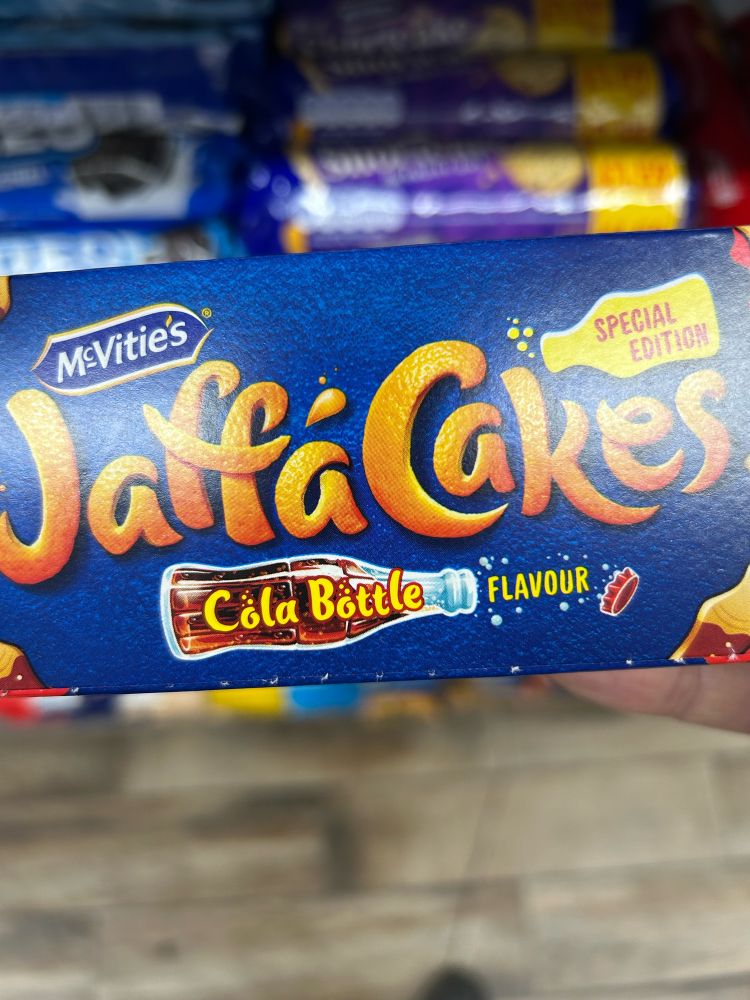 McVitie's®
SPECIAL
EDITION
Jaffa Cakes
Cola Bottle
FLAVOUR